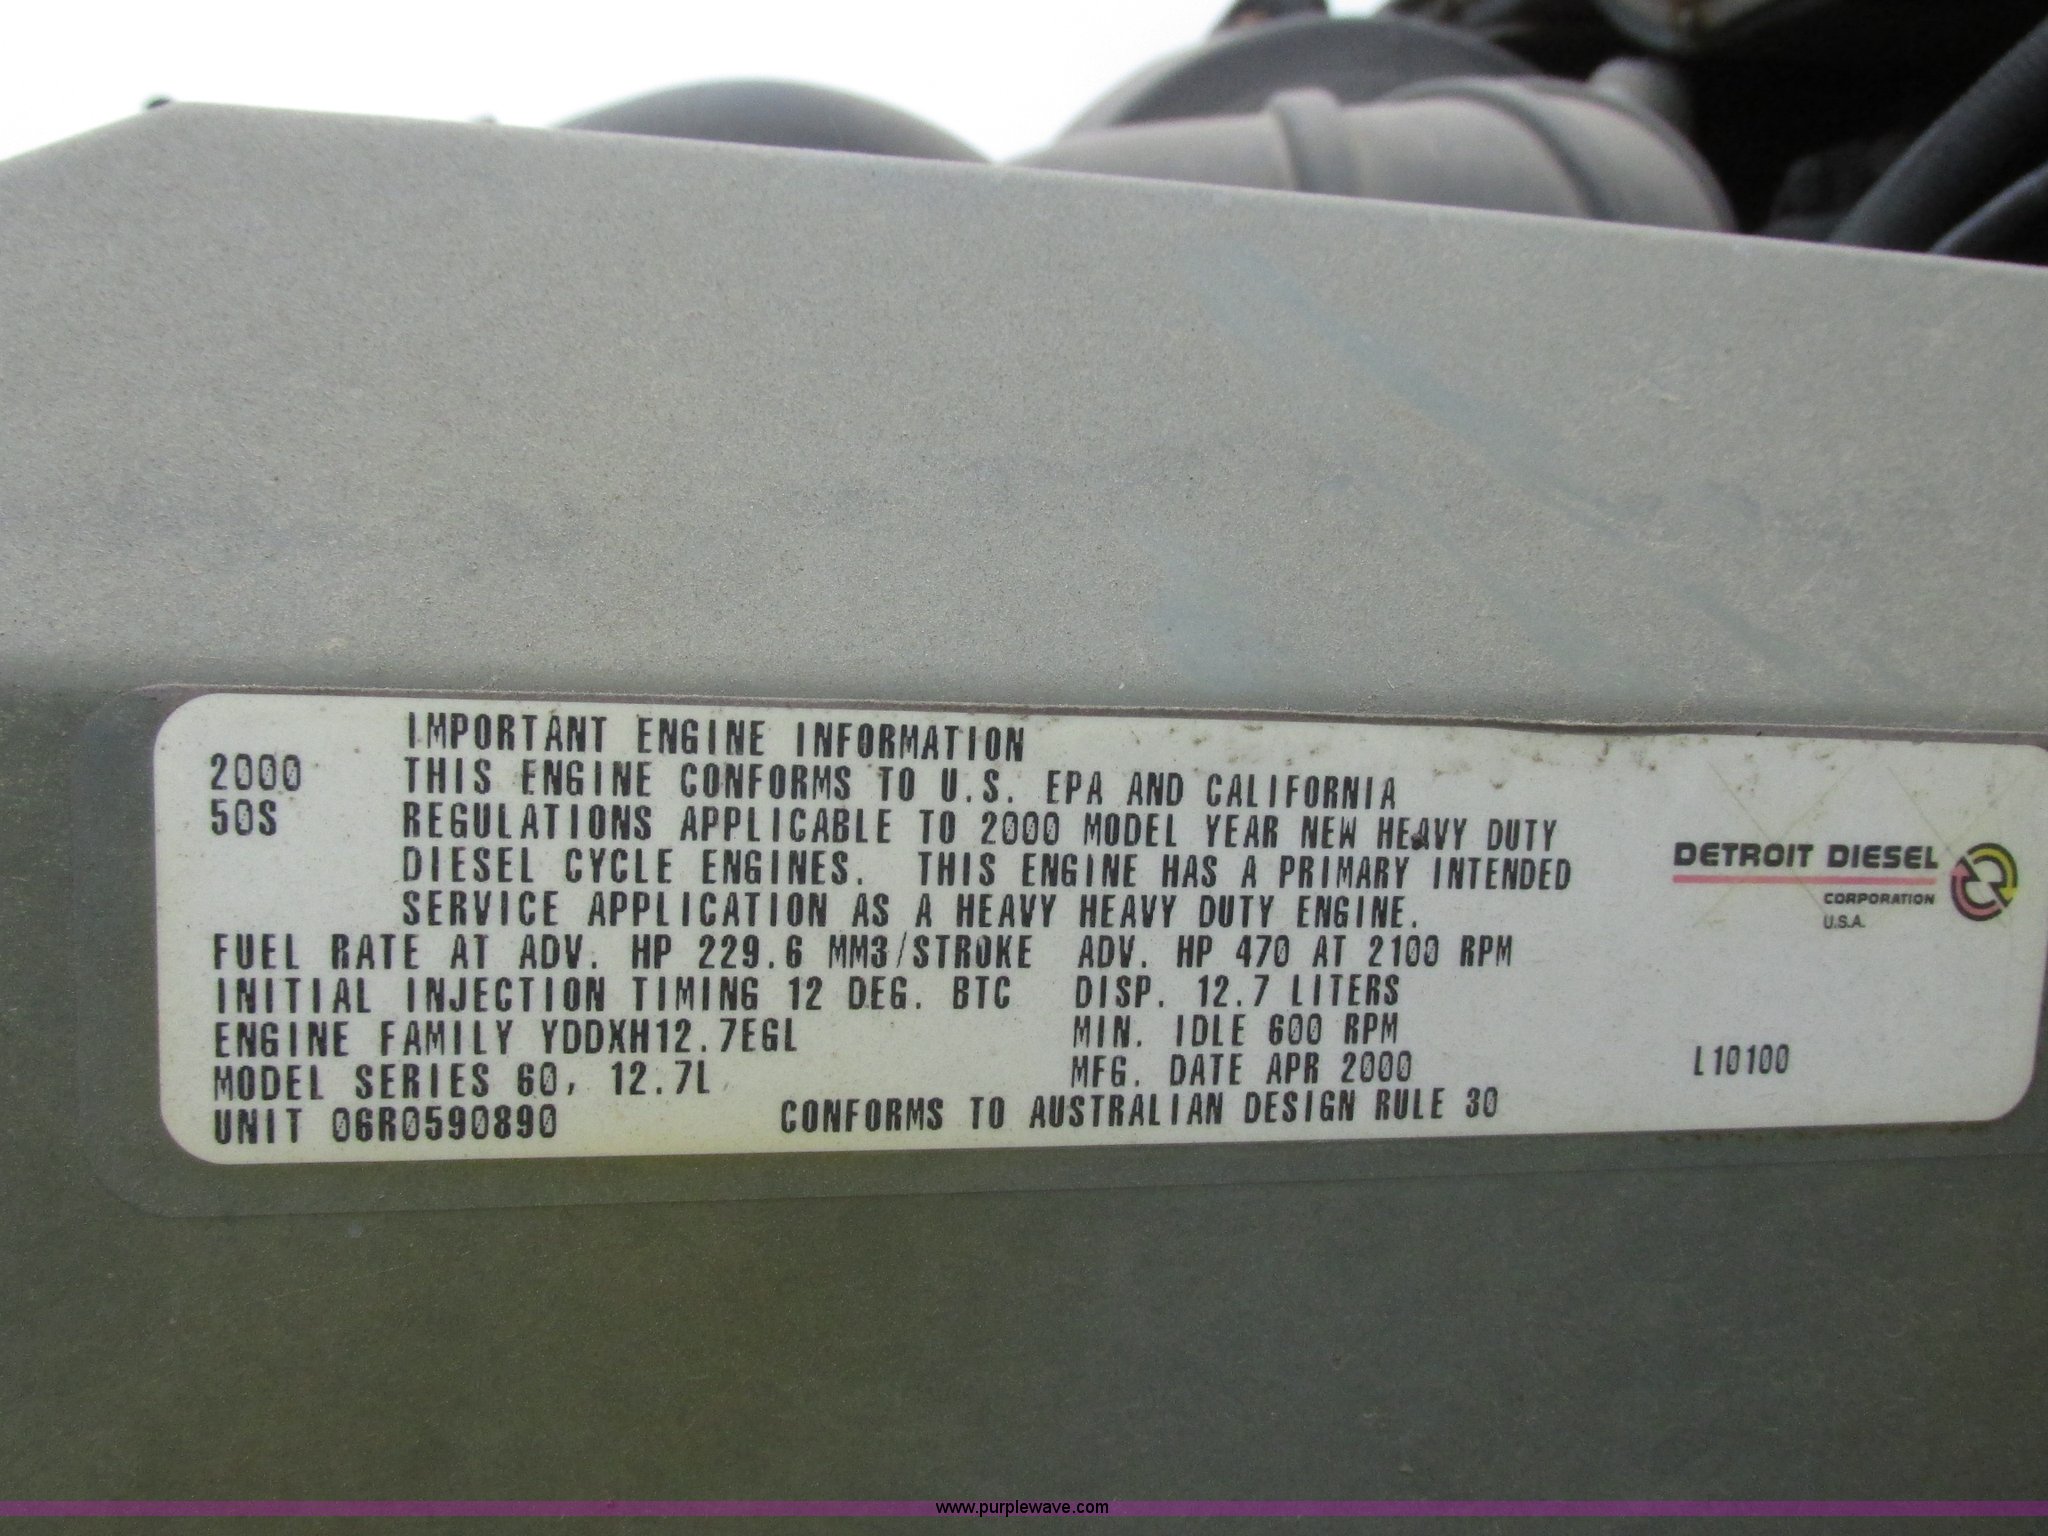 IMPORTANT ENGINE INFORMATION
2000 THIS ENGINE CONFORMS TO U.S. EPA AND CALIFORNIA
50S REGULATIONS APPLICABLE TO 2000 MODEL YEAR NEW HEAVY DUTY
DIESEL CYCLE ENGINES. THIS ENGINE HAS A PRIMARY INTENDED
SERVICE APPLICATION AS A HEAVY HEAVY DUTY ENGINE.
FUEL RATE AT ADV. HP 229.6 MM3/STROKE ADV. HP 470 AT 2100 RPM
INITIAL INJECTION TIMING 12 DEG. BTC DISP. 12.7 LITERS
ENGINE FAMILY YDDXH12.7EGL MIN. IDLE 600 RPM
MODEL SERIES 60, 12.7L MFG. DATE APR 2000
UNIT 06R0590890 CONFORMS TO AUSTRALIAN DESIGN RULE 30
DETROIT DIESEL
CORPORATION
U.S.A.
L10100
www.purplewave.com